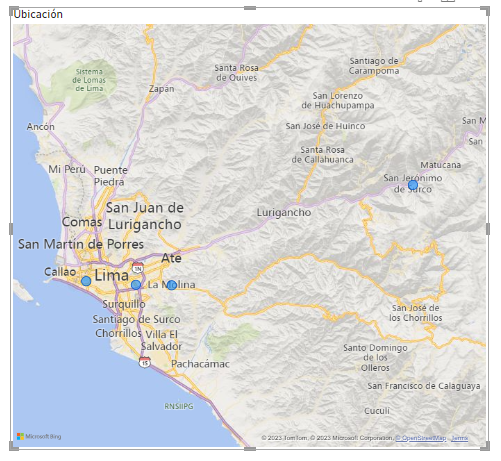 Ubicación
Sistema
de Lomas
de Lima
Santa Rosa
de Quives
Santiago de
Carampoma
Zapan
San Lorenzo
de Huachupampa
Ancón
San José de Huinco
San M
San
Santa Rosa
de Callahuanca
Matucana
Mi Perú
Puente
Piedra
San Jerónimo
de Surco
San Juan de
Lurigancho
Lurigancho
Comas
San Martín de Porres
Ate
Callao
Lima
1N
La Molina
Surquillo
San José de
los Chorrillos
Santiago de Surco
Chorrillos
Villa El
Salvador
Santo Domingo
de los
Olleros
1S
Pachacámac
San Francisco de Calaguaya
RNSIIPG
Cuculí
Microsoft Bing
© 2023 TomTom, © 2023 Microsoft Corporation, © OpenStreetMap Terms